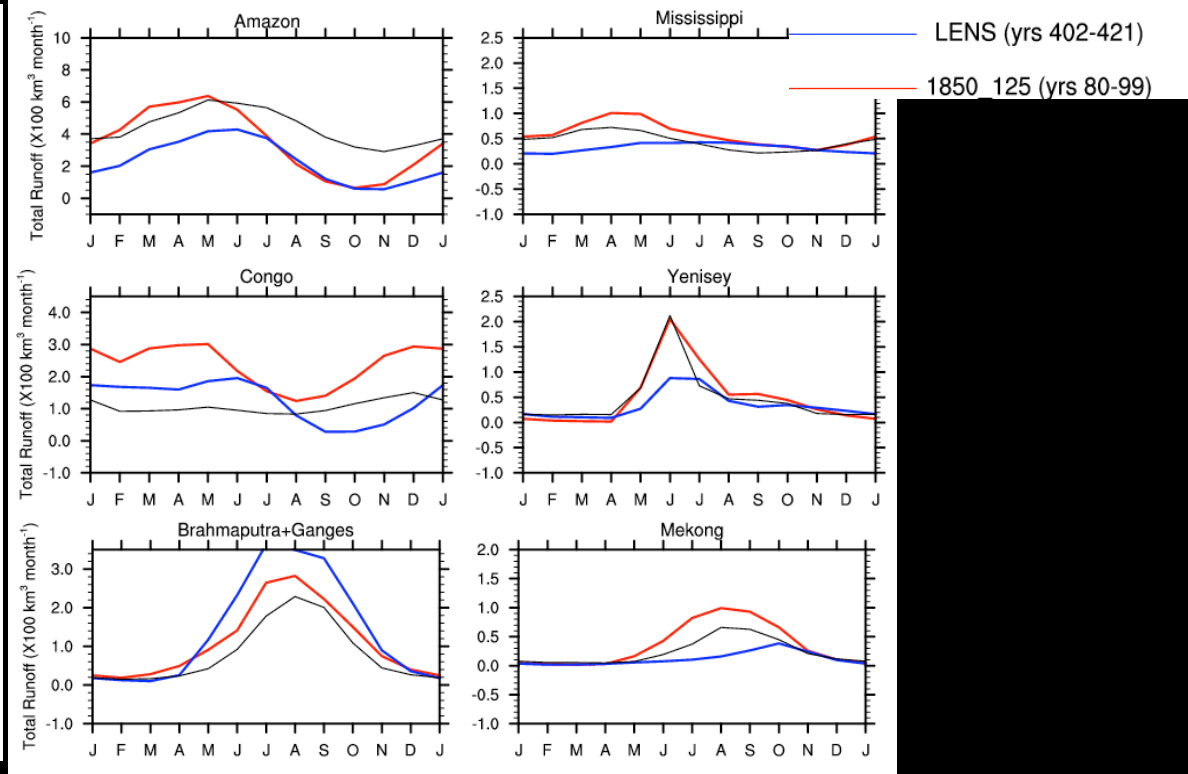 Amazon
Total Runoff (X100 km³ month⁻¹)
10
8
6
4
2
0
J F M A M J J A S O N D J
Mississippi
2.5
2.0
1.5
1.0
0.5
0.0
-0.5
-1.0
J F M A M J J A S O N D J
LENS (yrs 402-421)
1850_125 (yrs 80-99)
Congo
Total Runoff (X100 km³ month⁻¹)
4.0
3.0
2.0
1.0
0.0
-1.0
J F M A M J J A S O N D J
Yenisey
2.5
2.0
1.5
1.0
0.5
0.0
-0.5
-1.0
J F M A M J J A S O N D J
Brahmaputra+Ganges
Total Runoff (X100 km³ month⁻¹)
3.0
2.0
1.0
0.0
-1.0
J F M A M J J A S O N D J
Mekong
2.0
1.5
1.0
0.5
0.0
-0.5
-1.0
J F M A M J J A S O N D J